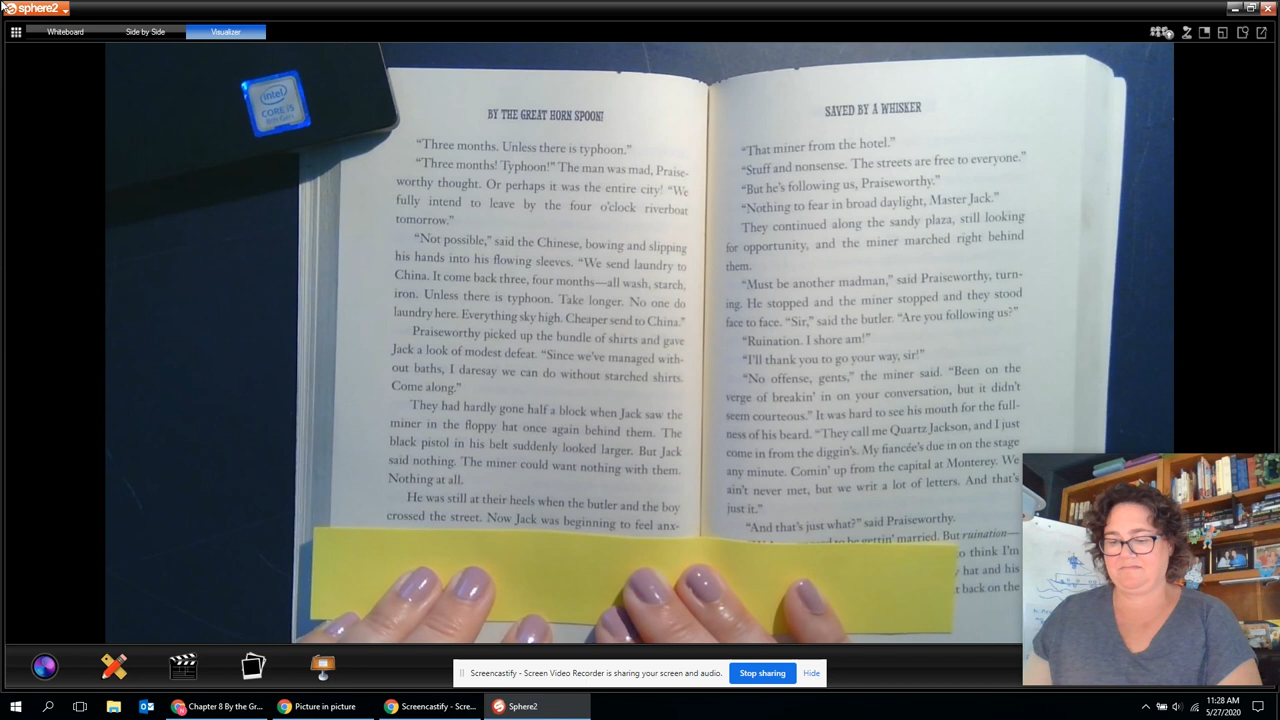 sphere2
Whiteboard
Side by Side
Visualizer
intel
CORE i5
8th Gen
BY THE GREAT HORN SPOON!
"Three months. Unless there is typhoon."
"Three months! Typhoon!" The man was mad, Praise-
worthy thought. Or perhaps it was the entire city! "We
fully intend to leave by the four o'clock riverboat
tomorrow."
"Not possible," said the Chinese, bowing and slipping
his hands into his flowing sleeves. "We send laundry to
China. It come back three, four months—all wash, starch,
iron. Unless there is typhoon. Take longer. No one do
laundry here. Everything sky high. Cheaper send to China."
Praiseworthy picked up the bundle of shirts and gave
Jack a look of modest defeat. "Since we've managed with-
out baths, I daresay we can do without starched shirts.
Come along."
They had hardly gone half a block when Jack saw the
miner in the floppy hat once again behind them. The
black pistol in his belt suddenly looked larger. But Jack
said nothing. The miner could want nothing with them.
Nothing at all.
He was still at their heels when the butler and the boy
crossed the street. Now Jack was beginning to feel anx-
SAVED BY A WHISKER
"That miner from the hotel."
"Stuff and nonsense. The streets are free to everyone."
"But he's following us, Praiseworthy."
"Nothing to fear in broad daylight, Master Jack."
They continued along the sandy plaza, still looking
for opportunity, and the miner marched right behind
them.
"Must be another madman," said Praiseworthy, turn-
ing. He stopped and the miner stopped and they stood
face to face. "Sir," said the butler. "Are you following us?"
"Ruination. I shore am!"
"I'll thank you to go your way, sir!"
"No offense, gents," the miner said. "Been on the
verge of breakin' in on your conversation, but it didn't
seem courteous." It was hard to see his mouth for the full-
ness of his beard. "They call me Quartz Jackson, and I just
come in from the diggin's. My fiancée's due in on the stage
any minute. Comin' up from the capital at Monterey. We
ain't never met, but we writ a lot of letters. And that's
just it."
"And that's just what?" said Praiseworthy.
to be gettin' married. But ruination—
think I'm
hat and his
back on the
Screencastify - Screen Video Recorder is sharing your screen and audio.
Stop sharing
Hide
Chapter 8 By the Gr...
Picture in picture
Screencastify - Scre...
Sphere2
11:28 AM
5/27/2020